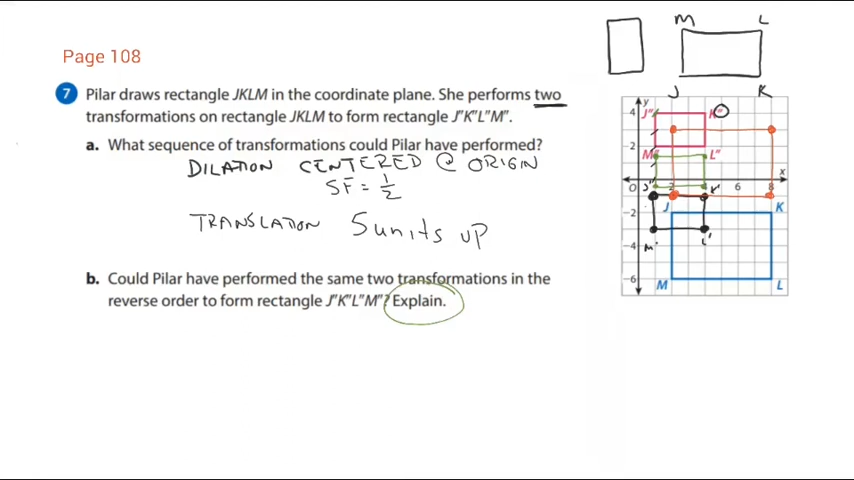 Page 108
M L
J K
7 Pilar draws rectangle JKLM in the coordinate plane. She performs two
transformations on rectangle JKLM to form rectangle J″K″L″M″.
a. What sequence of transformations could Pilar have performed?
DILATION CENTERED @ ORIGIN
SF = 1/2
TRANSLATION 5 units up
b. Could Pilar have performed the same two transformations in the
reverse order to form rectangle J″K″L″M″? Explain.
y
4 J″ K″
2 M″ L″
x
O 2 6 8
K'
-2 J K
M' L'
-4
-6 M L